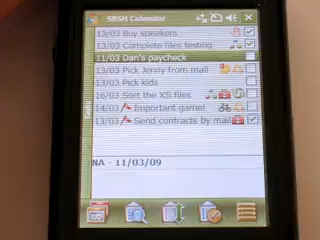 SBSH Calendar
13/03 Buy speakers
13/03 Complete files testing
11/03 Dan's paycheck
13/03 Pick Jenny from mall
13/03 Pick kids
16/03 Sort the XS files
14/03 Important game!
13/03 Send contracts by mail
Tasks
NA - 11/03/09